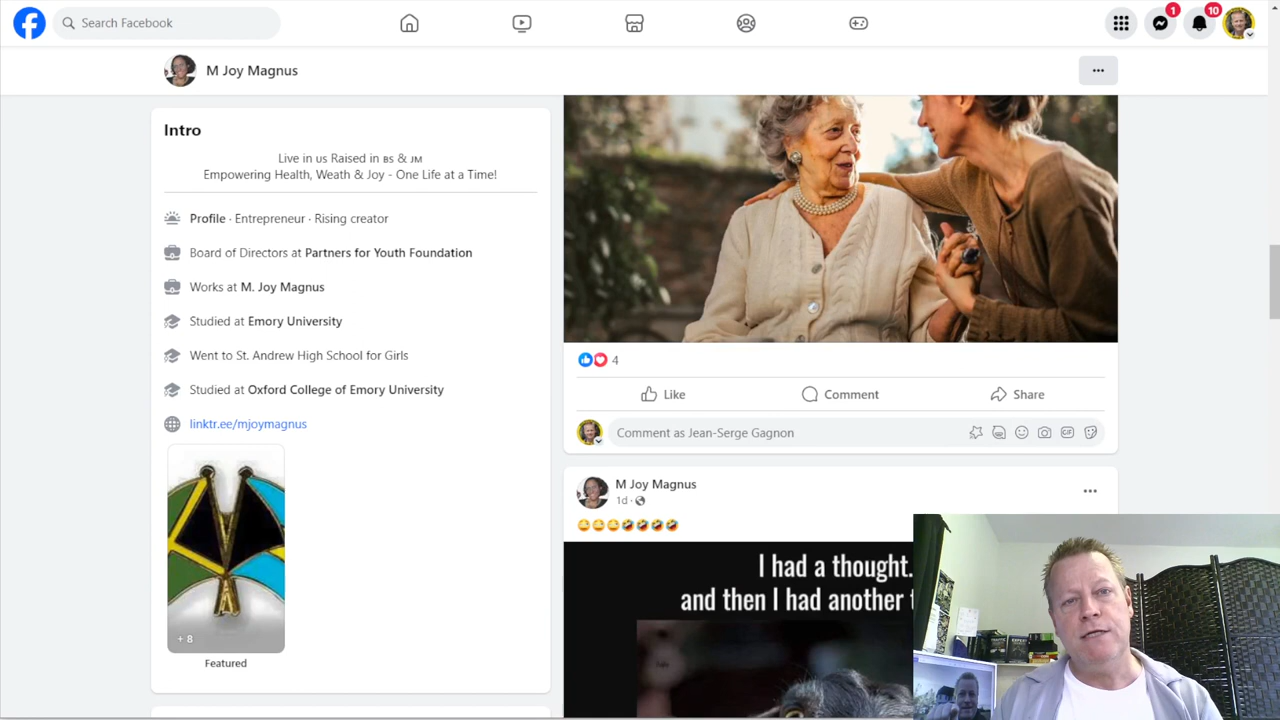 Search Facebook
1
10
M Joy Magnus
Intro
Live in us Raised in BS & JM
Empowering Health, Weath & Joy - One Life at a Time!
Profile · Entrepreneur · Rising creator
Board of Directors at Partners for Youth Foundation
Works at M. Joy Magnus
Studied at Emory University
Went to St. Andrew High School for Girls
Studied at Oxford College of Emory University
linktr.ee/mjoymagnus
+ 8
Featured
4
Like
Comment
Share
Comment as Jean-Serge Gagnon
GIF
M Joy Magnus
1d ·
I had a thought.
and then I had another